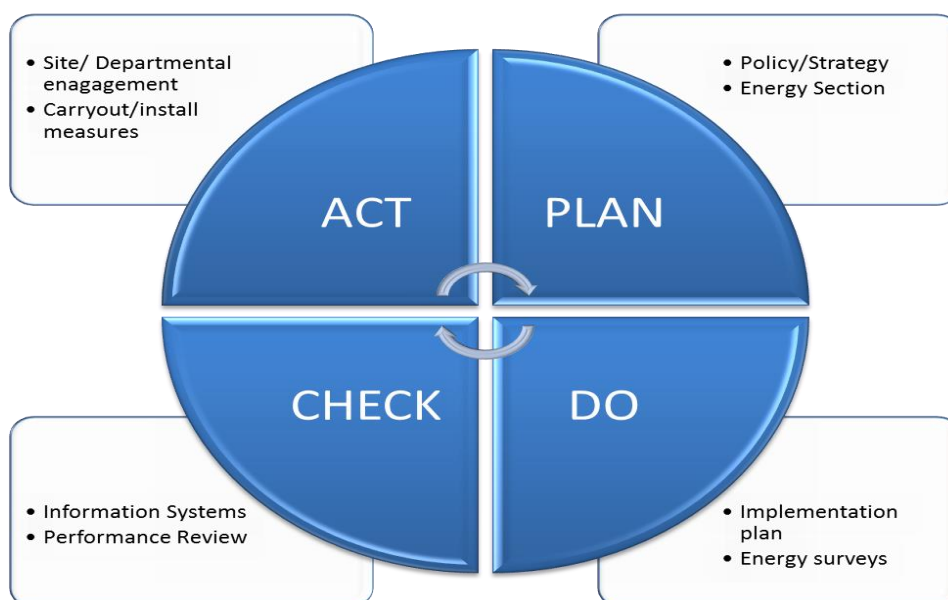 • Site/ Departmental
enagagement
• Carryout/install
measures
• Policy/Strategy
• Energy Section
ACT
PLAN
CHECK
DO
• Information Systems
• Performance Review
• Implementation
plan
• Energy surveys